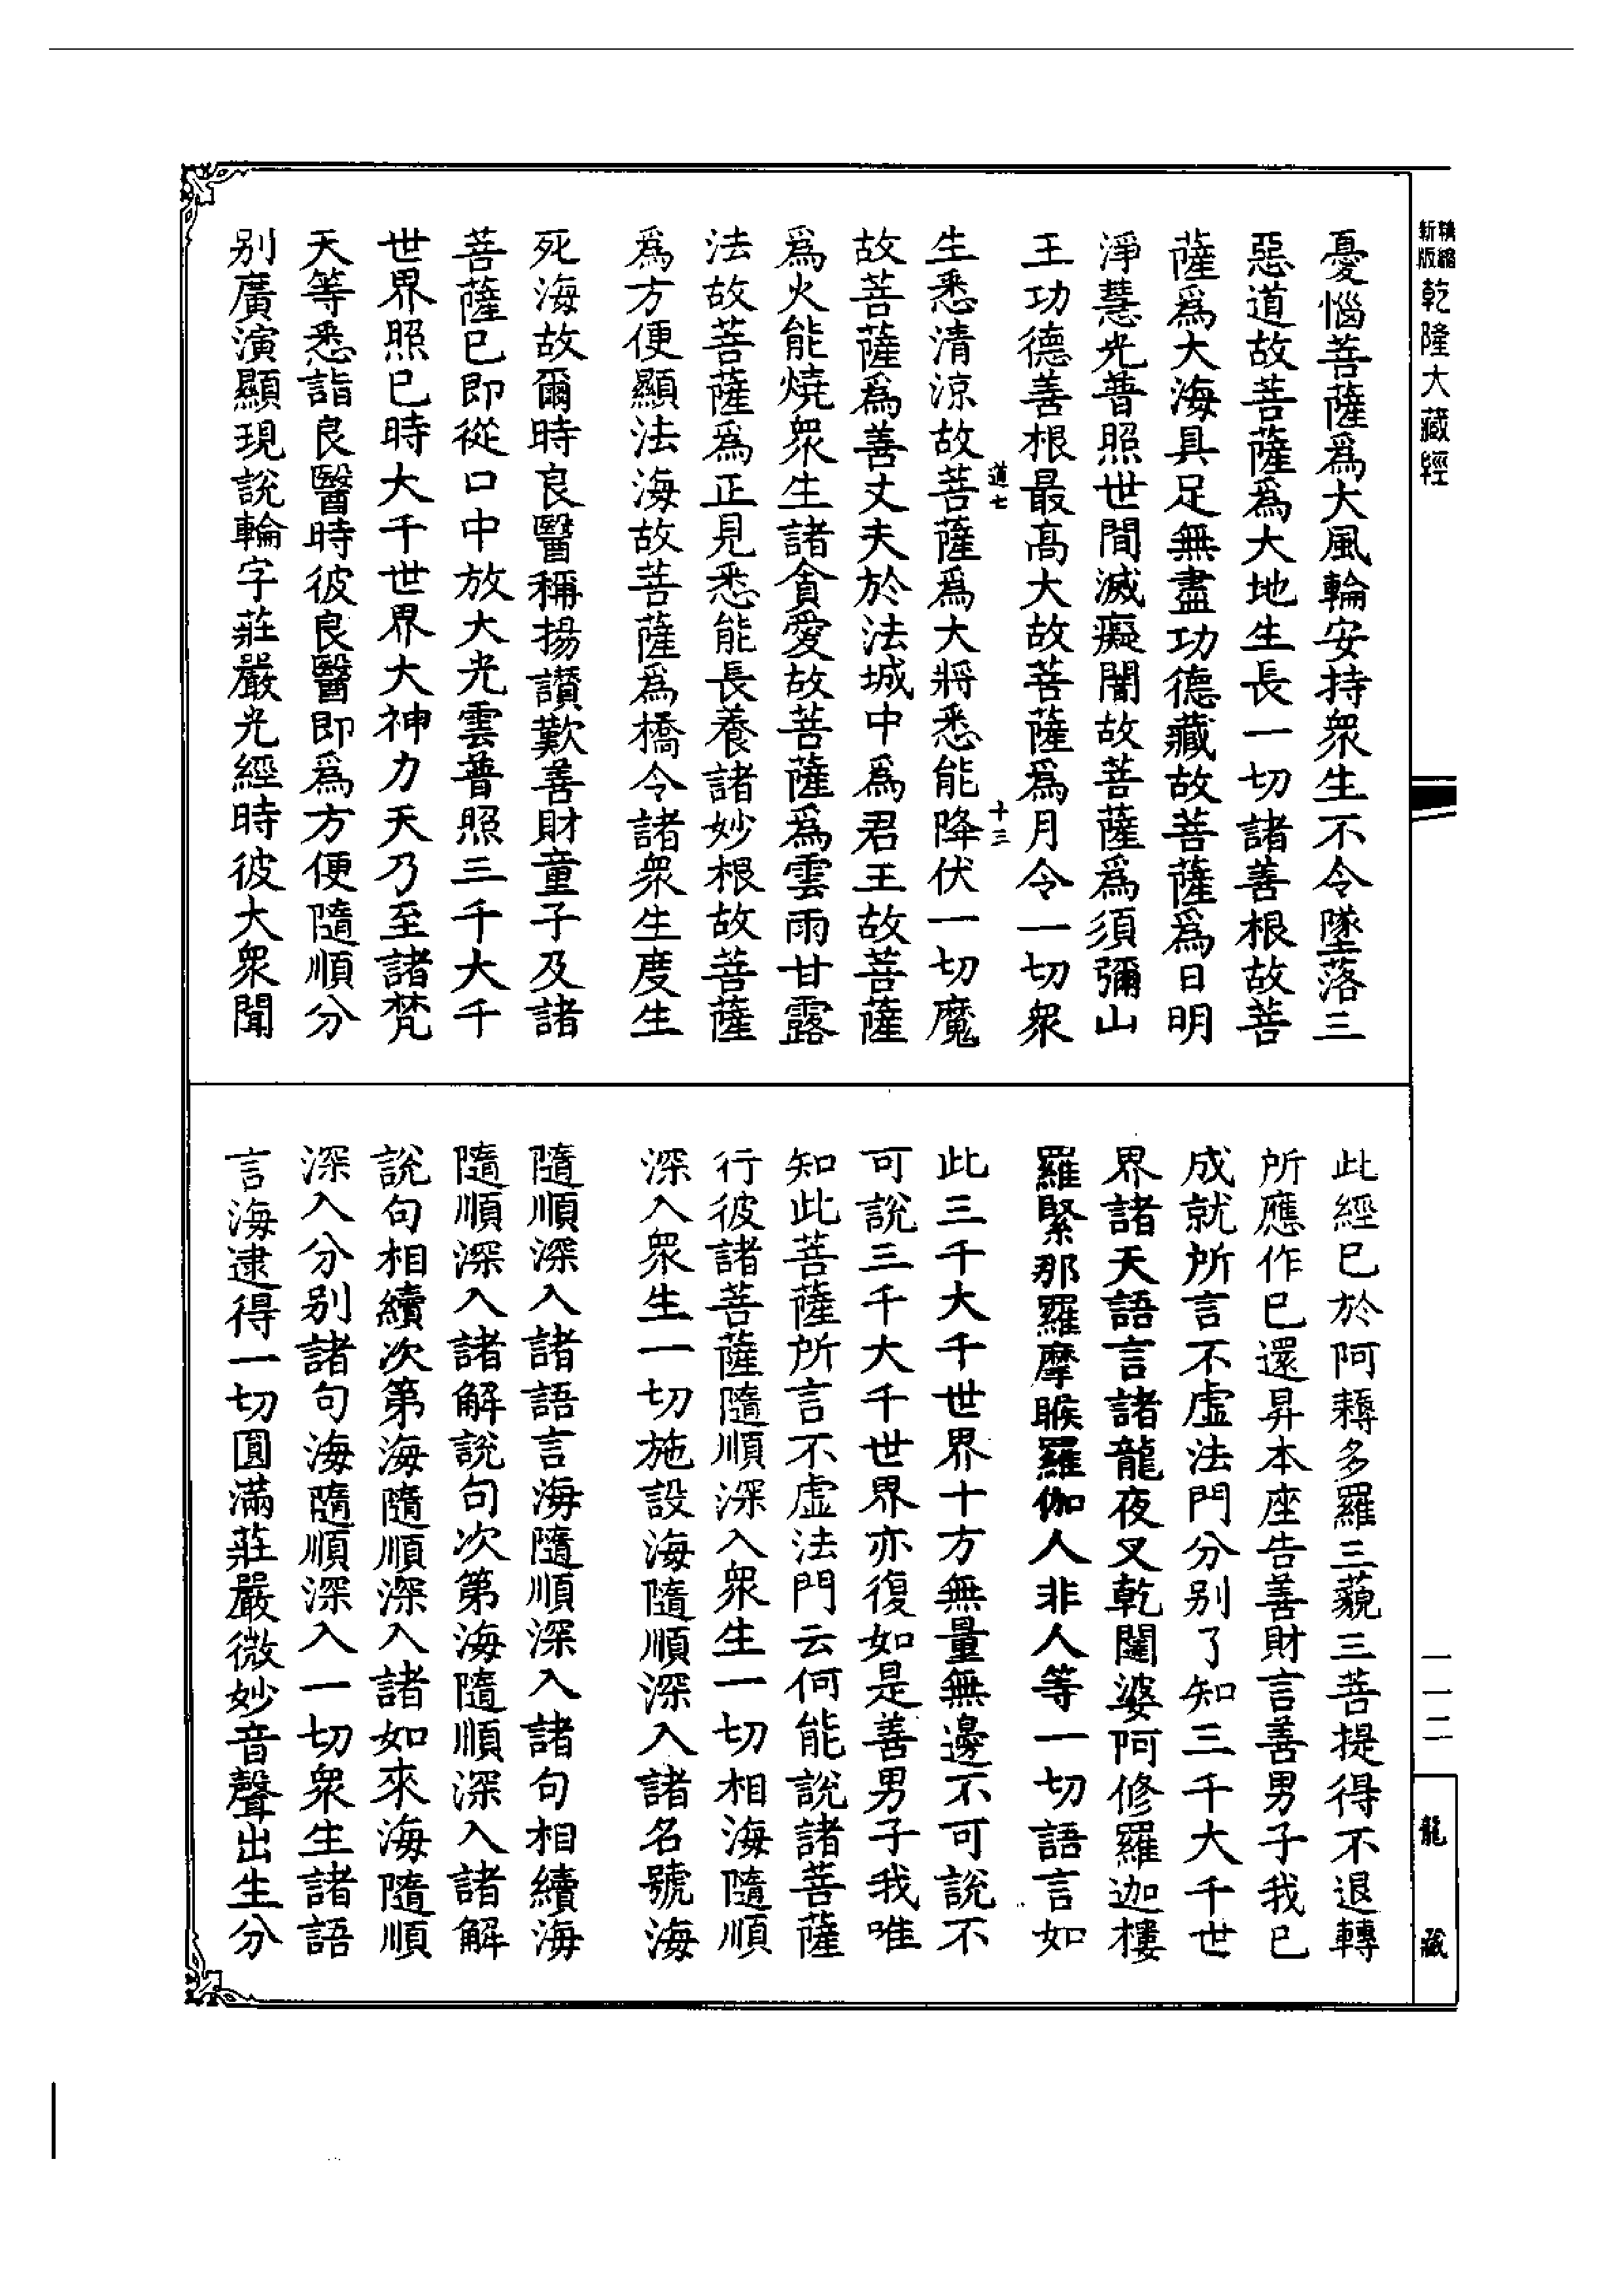 精縮
新版
乾隆大藏經
憂惱菩薩爲大風輪安持衆生不令墜落三
惡道故菩薩爲大地生長一切諸善根故菩
薩爲大海具足無盡功德藏故菩薩爲日明
淨慧光普照世間滅癡闇故菩薩爲須彌山
王功德善根最高大故菩薩爲月令一切衆
道七
十三
生悉清涼故菩薩爲大將悉能降伏一切魔
故菩薩爲善丈夫於法城中爲君王故菩薩
爲火能燒衆生諸貪愛故菩薩爲雲雨甘露
法故菩薩爲正見悉能長養諸妙根故菩薩
爲方便顯法海故菩薩爲橋令諸衆生度生
死海故爾時良醫稱揚讚歎善財童子及諸
菩薩已即從口中放大光雲普照三千大千
世界照已時大千世界大神力天乃至諸梵
天等悉詣良醫時彼良醫即爲方便隨順分
别廣演顯現說輪字莊嚴光經時彼大衆聞
此經已於阿耨多羅三藐三菩提得不退轉
所應作已還昇本座告善財言善男子我已
成就所言不虛法門分别了知三千大千世
界諸天語言諸龍夜叉乾闥婆阿修羅迦樓
羅緊那羅摩睺羅伽人非人等一切語言如
此三千大千世界十方無量無邊不可說不
可說三千大千世界亦復如是善男子我唯
知此菩薩所言不虛法門云何能說諸菩薩
行彼諸菩薩隨順深入衆生一切相海隨順
深入衆生一切施設海隨順深入諸名號海
隨順深入諸語言海隨順深入諸句相續海
隨順深入諸解說句次第海隨順深入諸解
說句相續次第海隨順深入諸如來海隨順
深入分别諸句海隨順深入一切衆生諸語
言海逮得一切圓滿莊嚴微妙音聲出生分
一一二
龍藏